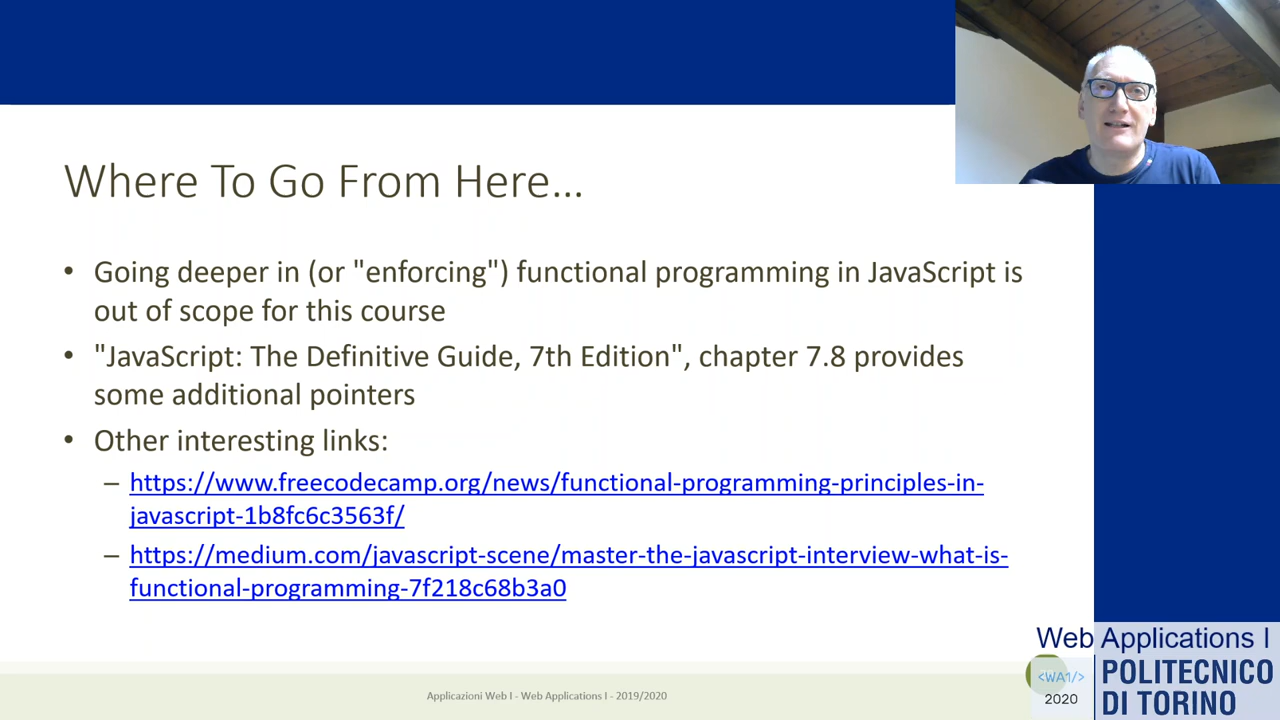 Where To Go From Here...
• Going deeper in (or "enforcing") functional programming in JavaScript is
out of scope for this course
• "JavaScript: The Definitive Guide, 7th Edition", chapter 7.8 provides
some additional pointers
• Other interesting links:
– https://www.freecodecamp.org/news/functional-programming-principles-in-
javascript-1b8fc6c3563f/
– https://medium.com/javascript-scene/master-the-javascript-interview-what-is-
functional-programming-7f218c68b3a0
Applicazioni Web I - Web Applications I - 2019/2020
Web Applications I
<WA1/>
2020
POLITECNICO
DI TORINO